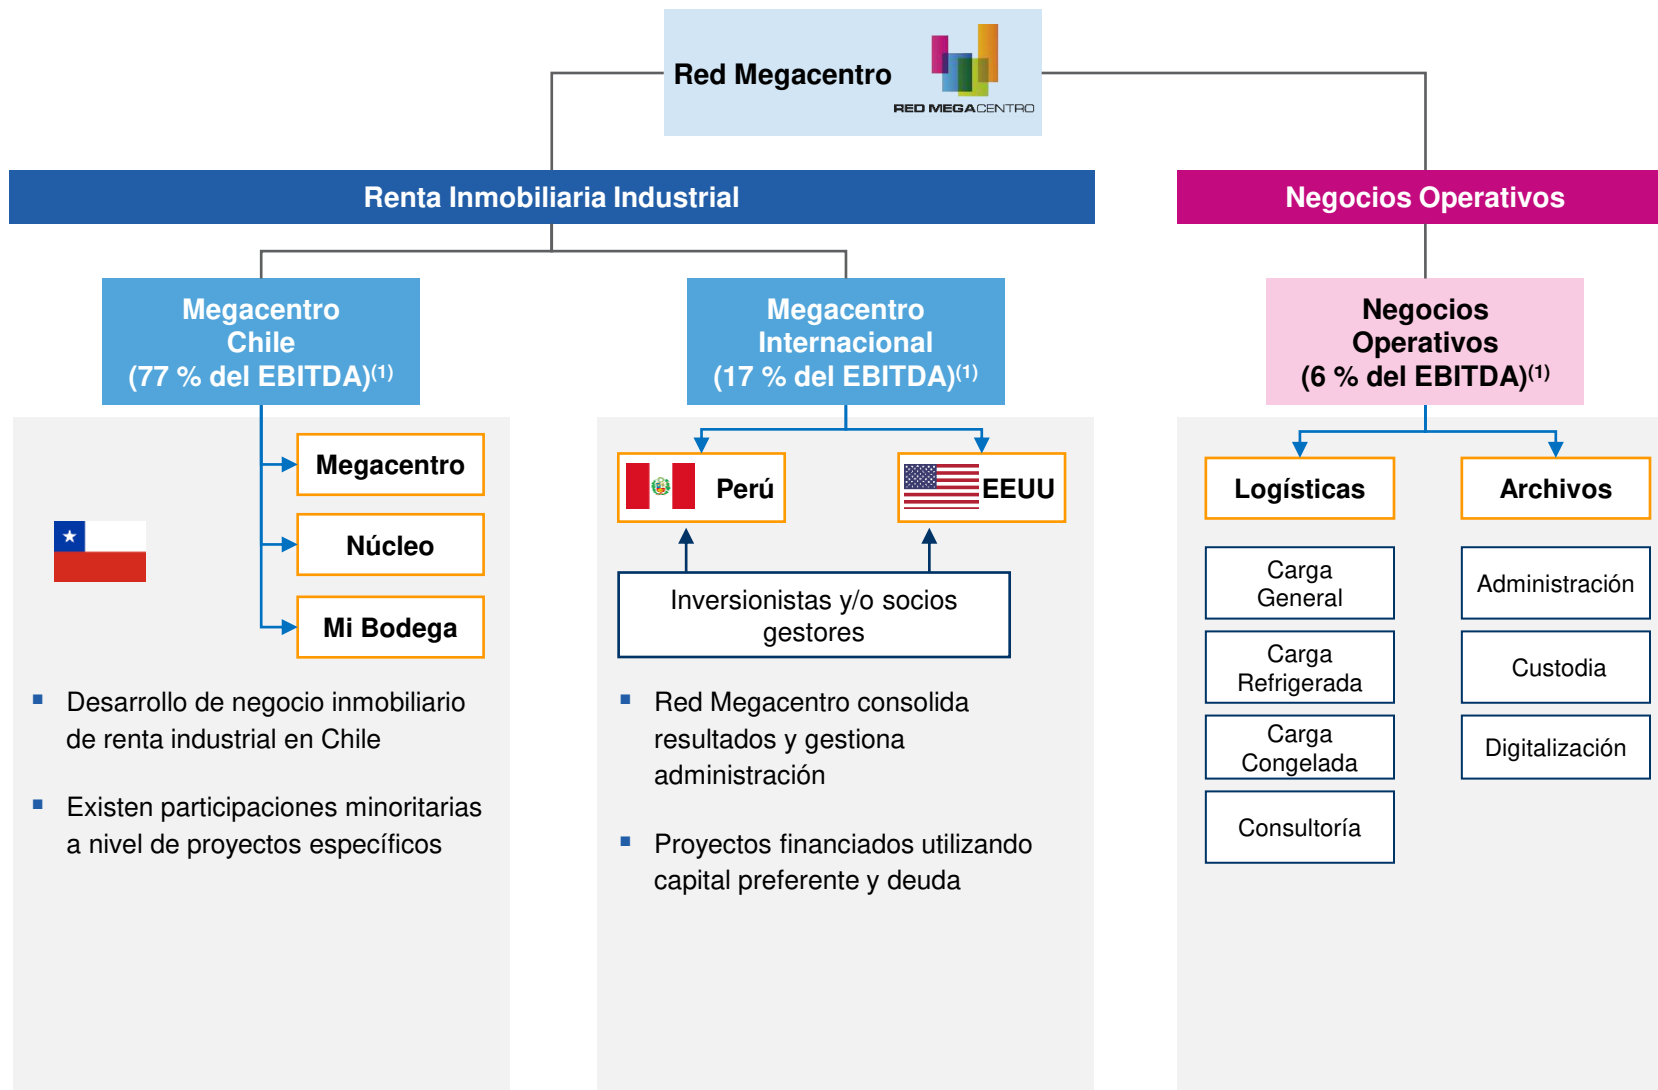 Red Megacentro
RED MEGACENTRO
Renta Inmobiliaria Industrial
Negocios Operativos
Megacentro
Chile
(77 % del EBITDA)(1)
Megacentro
Internacional
(17 % del EBITDA)(1)
Negocios
Operativos
(6 % del EBITDA)(1)
Megacentro
Núcleo
Mi Bodega
Desarrollo de negocio inmobiliario
de renta industrial en Chile
Existen participaciones minoritarias
a nivel de proyectos específicos
Perú
EEUU
Inversionistas y/o socios
gestores
Red Megacentro consolida
resultados y gestiona
administración
Proyectos financiados utilizando
capital preferente y deuda
Logísticas
Carga
General
Carga
Refrigerada
Carga
Congelada
Consultoría
Archivos
Administración
Custodia
Digitalización